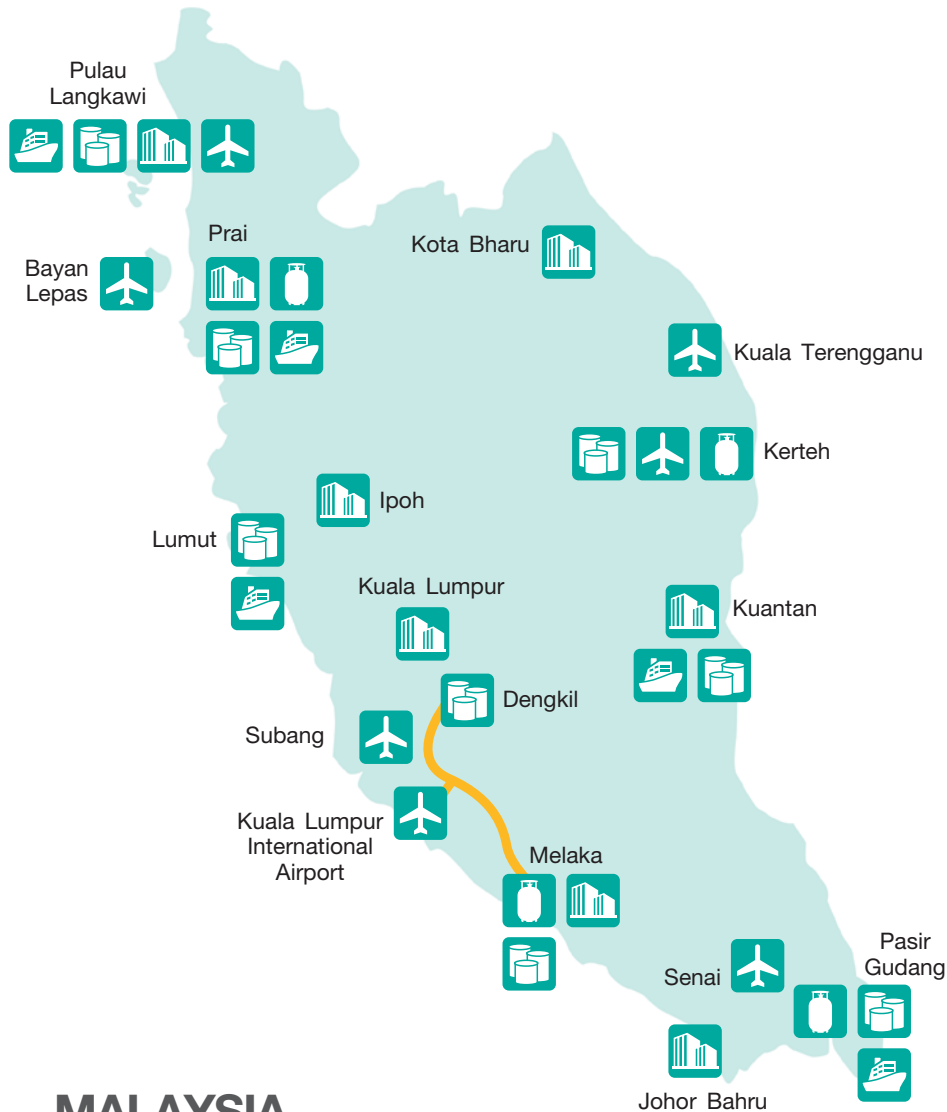 Pulau
Langkawi
Prai
Kota Bharu
Bayan
Lepas
Kuala Terengganu
Kerteh
Ipoh
Lumut
Kuala Lumpur
Kuantan
Dengkil
Subang
Kuala Lumpur
International
Airport
Melaka
Pasir
Gudang
Senai
Johor Bahru
MALAYSIA